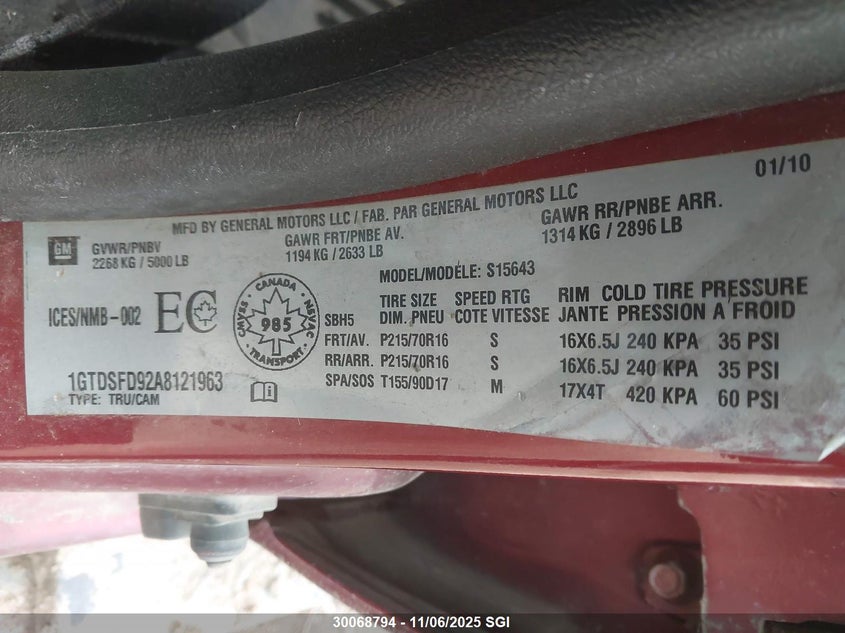 01/10
MFD BY GENERAL MOTORS LLC / FAB. PAR GENERAL MOTORS LLC
GM
GVWR/PNBV
2268 KG / 5000 LB
GAWR FRT/PNBE AV.
1194 KG / 2633 LB
GAWR RR/PNBE ARR.
1314 KG / 2896 LB
MODEL/MODÈLE: S15643
ICES/NMB-002
EC
CANADA
CMVSS
985
NSVAC
TRANSPORT
SBH5
TIRE SIZE SPEED RTG RIM COLD TIRE PRESSURE
DIM. PNEU COTE VITESSE JANTE PRESSION A FROID
FRT/AV. P215/70R16 S 16X6.5J 240 KPA 35 PSI
RR/ARR. P215/70R16 S 16X6.5J 240 KPA 35 PSI
SPA/SOS T155/90D17 M 17X4T 420 KPA 60 PSI
1GTDSFD92A8121963
TYPE: TRU/CAM
30068794 - 11/06/2025 SGI